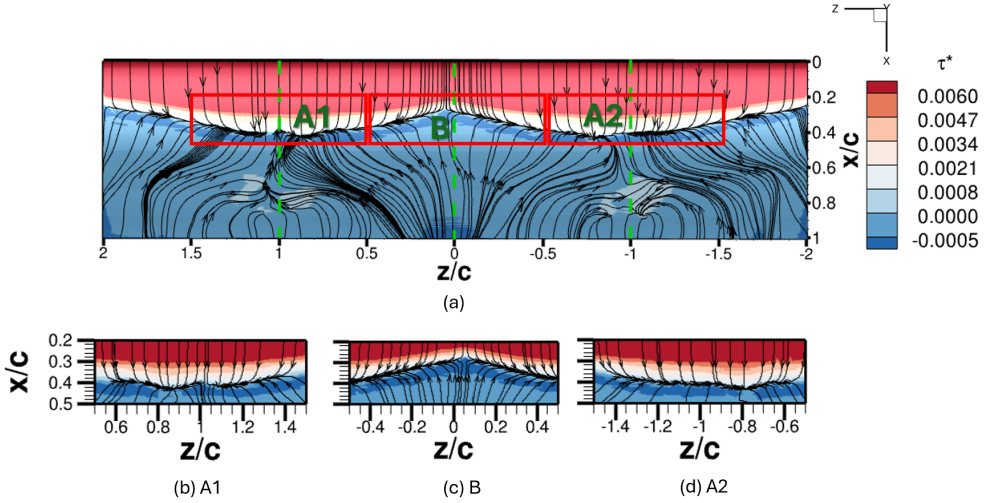 Z Y X
τ*
0 0.2 0.4 0.6 0.8 1
x/c
0.0060
0.0047
0.0034
0.0021
0.0008
0.0000
-0.0005
A1 B A2
2 1.5 1 0.5 0 -0.5 -1 -1.5 -2
z/c
(a)
x/c
0.2
0.3
0.4
0.5
0.6 0.8 1 1.2 1.4
z/c
(b) A1
-0.4 -0.2 0 0.2 0.4
z/c
(c) B
-1.4 -1.2 -1 -0.8 -0.6
z/c
(d) A2